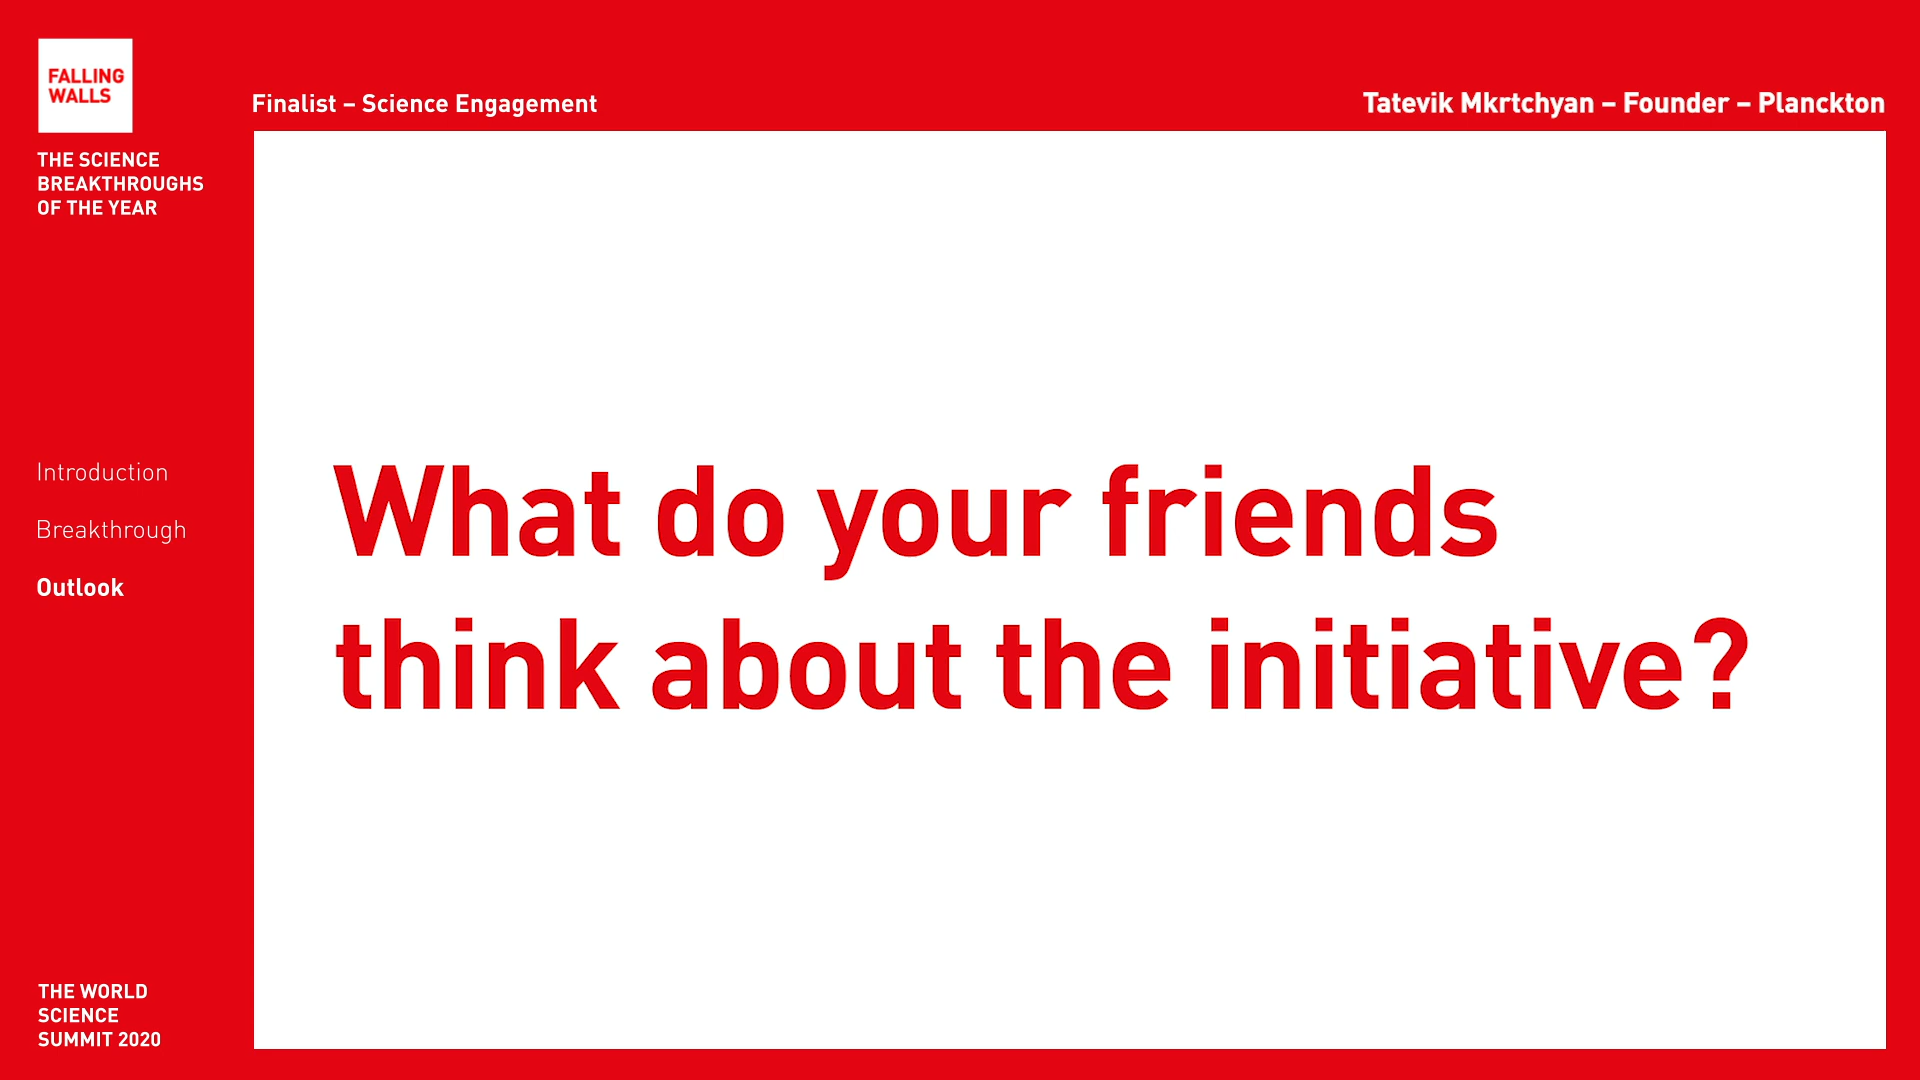 FALLING
WALLS
THE SCIENCE
BREAKTHROUGHS
OF THE YEAR
Finalist – Science Engagement
Tatevik Mkrtchyan – Founder – Planckton
Introduction
Breakthrough
Outlook
What do your friends
think about the initiative?
THE WORLD
SCIENCE
SUMMIT 2020